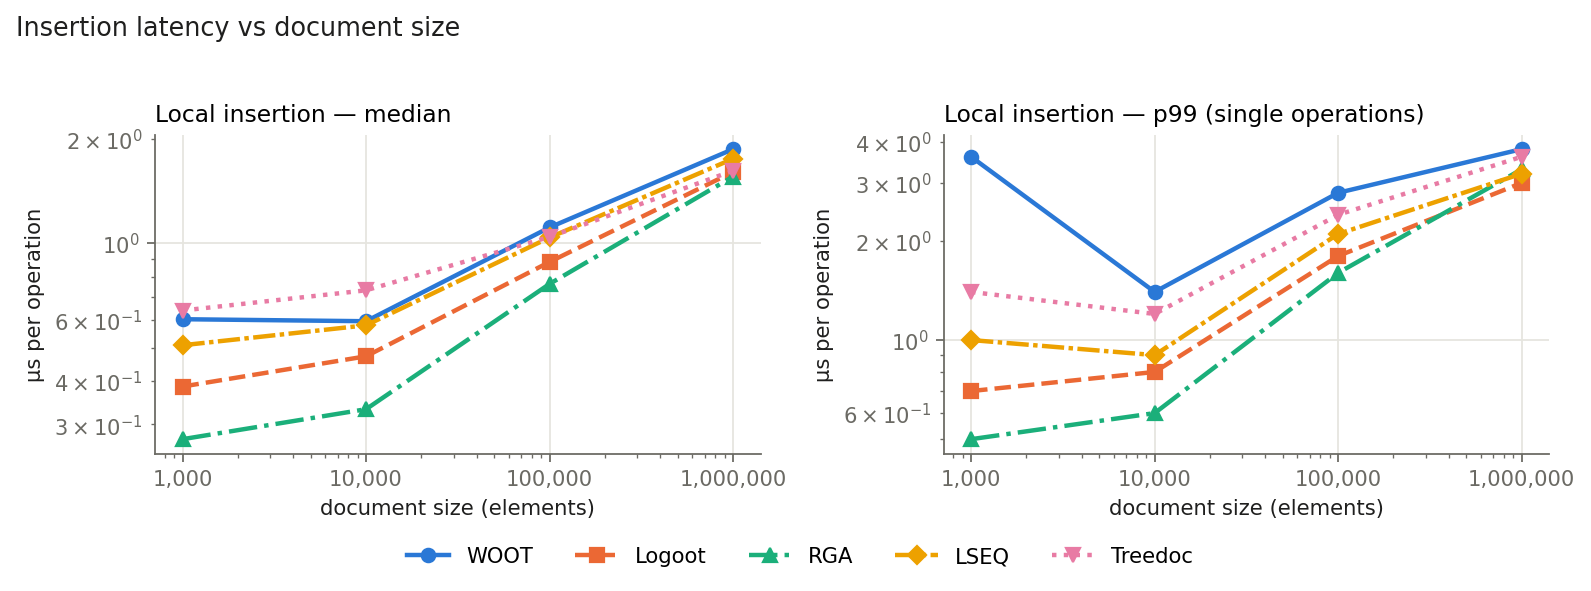 Insertion latency vs document size
Local insertion — median
µs per operation
2 × 10⁰
10⁰
6 × 10⁻¹
4 × 10⁻¹
3 × 10⁻¹
1,000
10,000
100,000
1,000,000
document size (elements)
Local insertion — p99 (single operations)
µs per operation
4 × 10⁰
3 × 10⁰
2 × 10⁰
10⁰
6 × 10⁻¹
1,000
10,000
100,000
1,000,000
document size (elements)
WOOT Logoot RGA LSEQ Treedoc